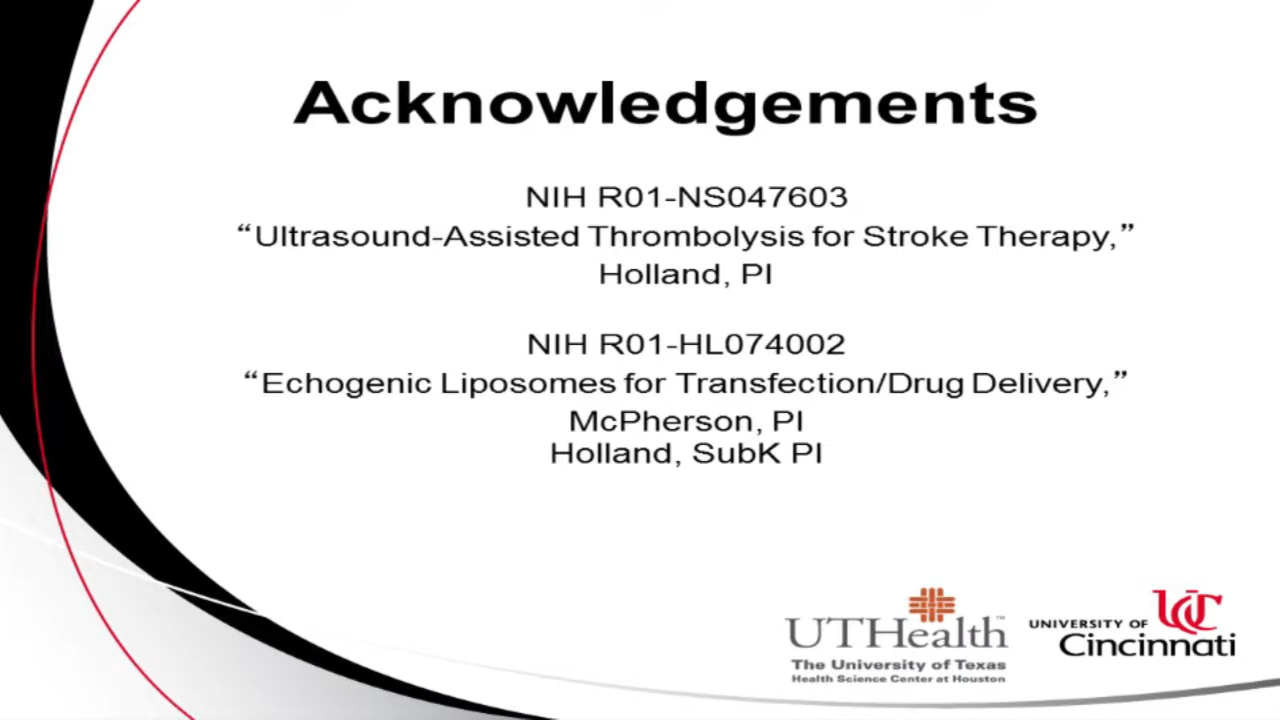 Acknowledgements
NIH R01-NS047603
“Ultrasound-Assisted Thrombolysis for Stroke Therapy,”
Holland, PI
NIH R01-HL074002
“Echogenic Liposomes for Transfection/Drug Delivery,”
McPherson, PI
Holland, SubK PI
UTHealth™
The University of Texas
Health Science Center at Houston
UC
UNIVERSITY OF
Cincinnati